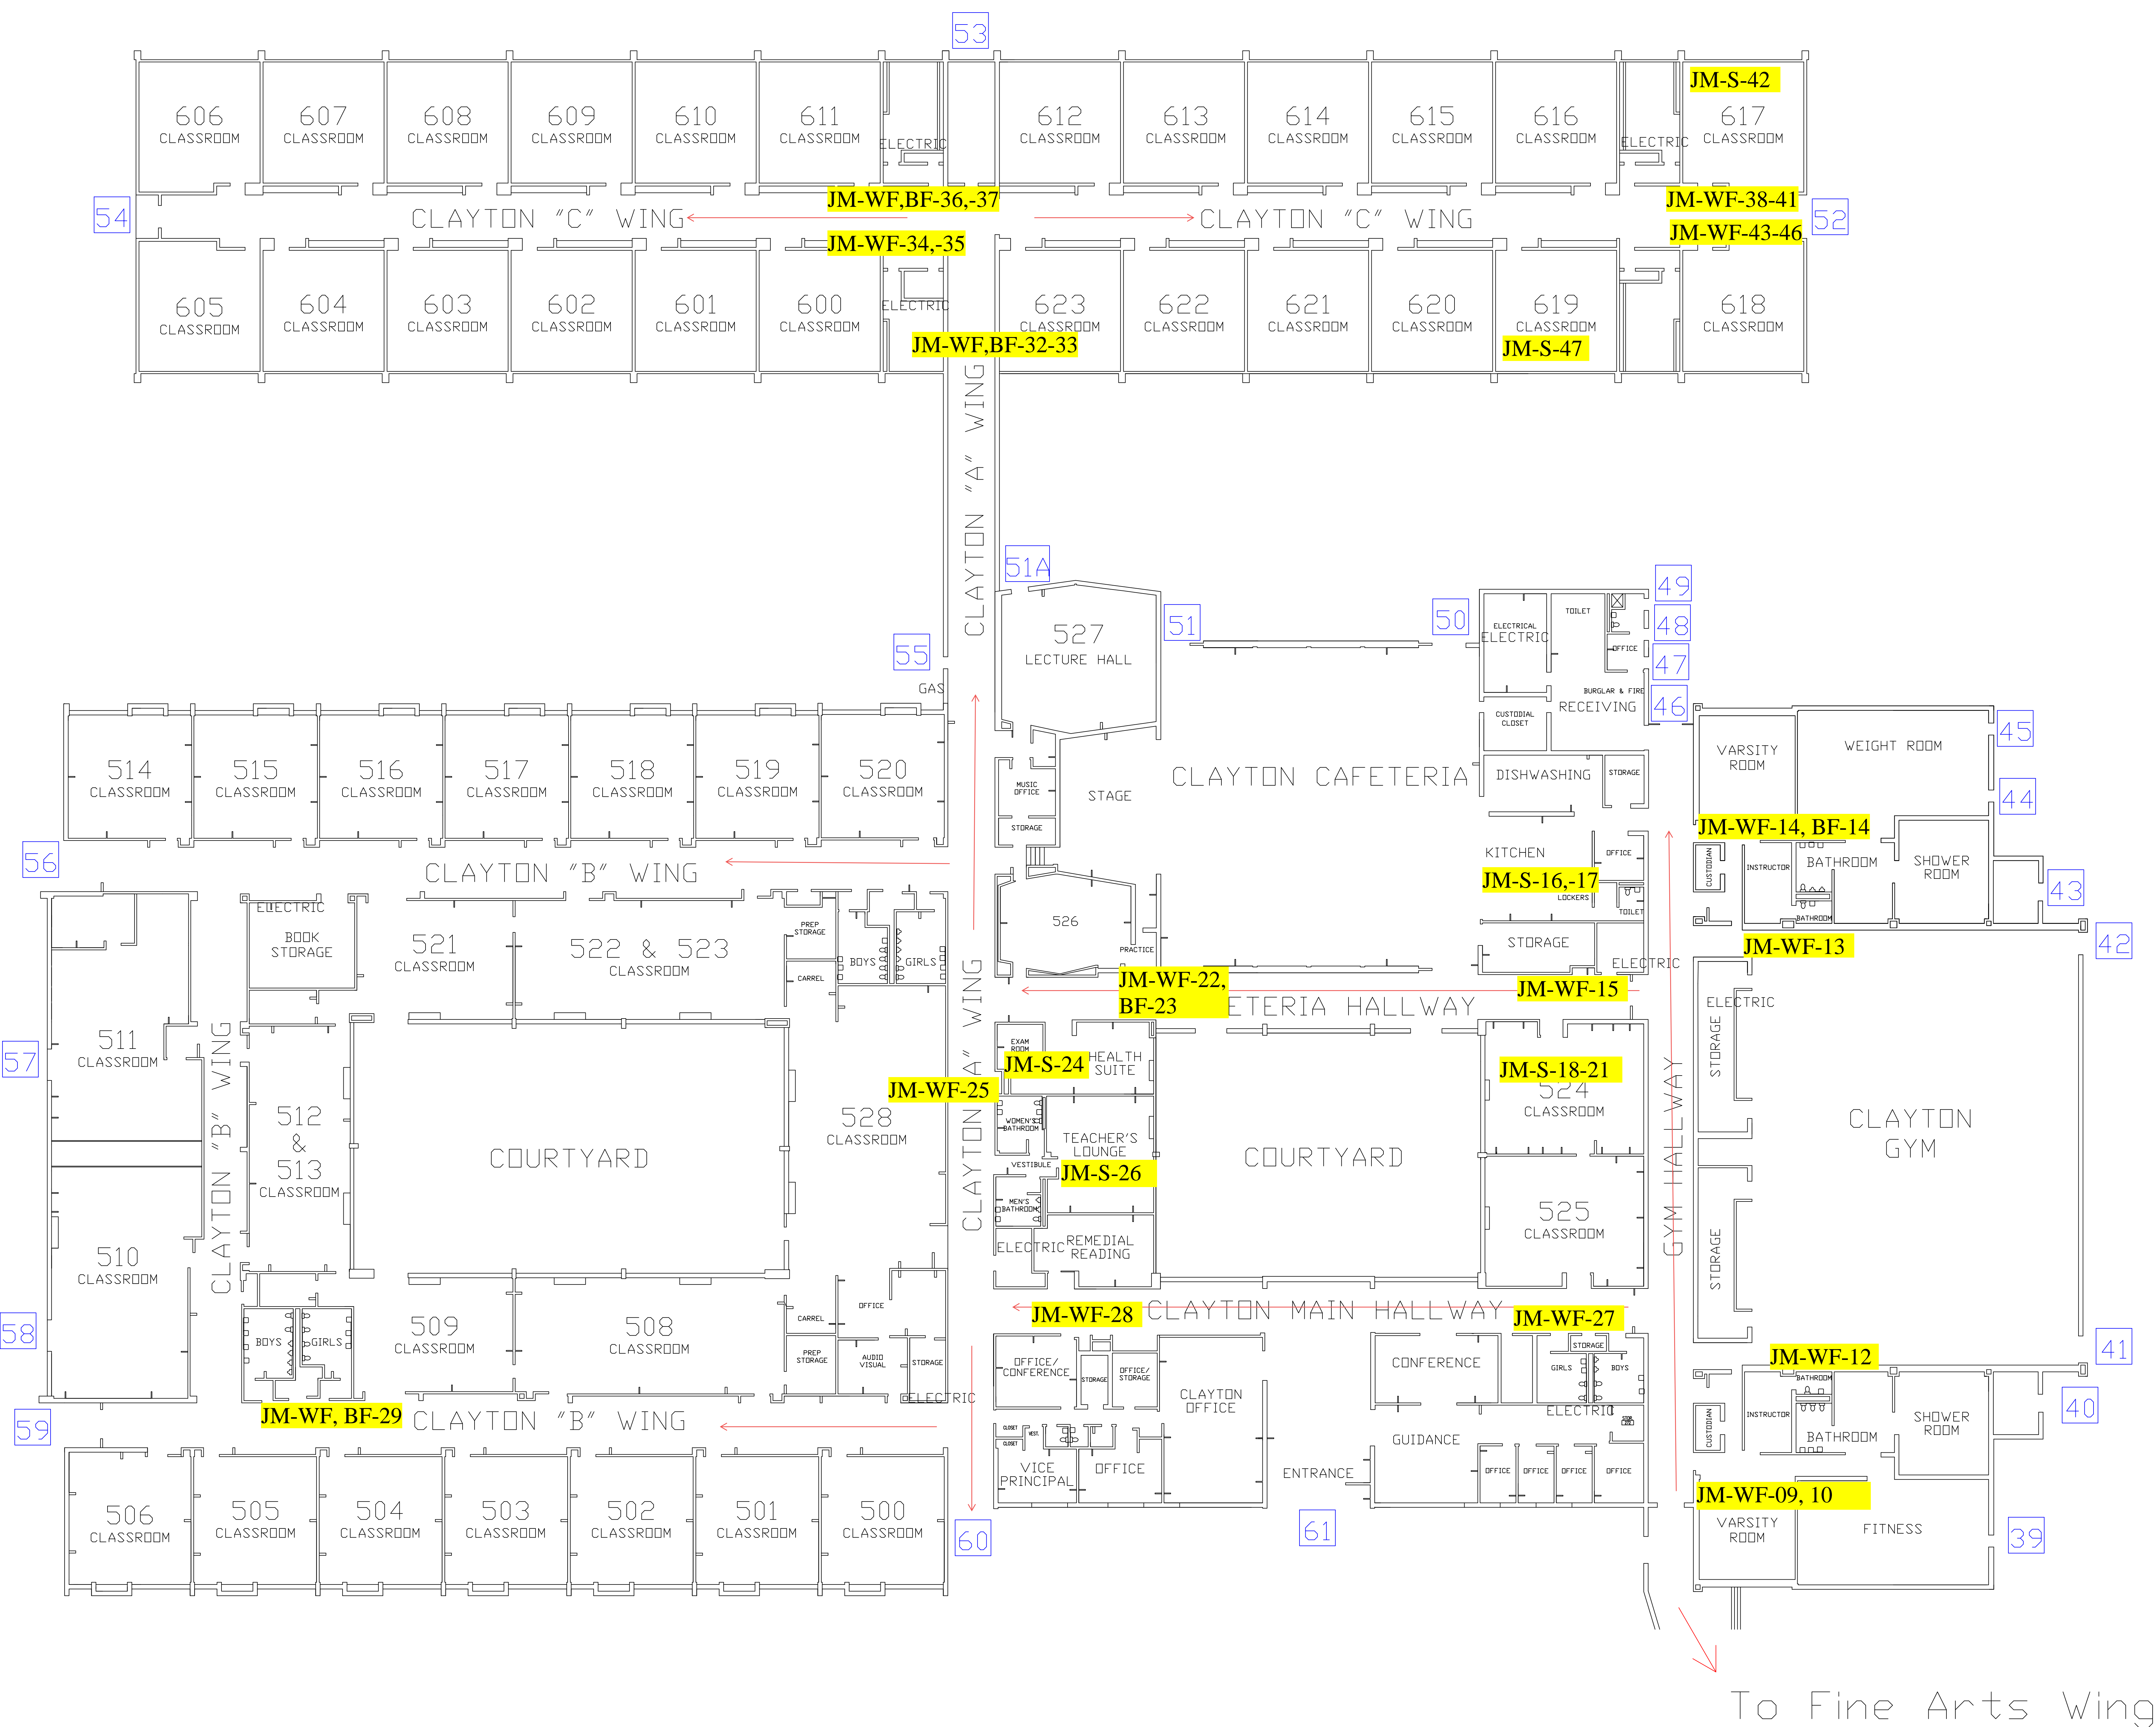 53
JM-S-42
606
CLASSROOM
607
CLASSROOM
608
CLASSROOM
609
CLASSROOM
610
CLASSROOM
611
CLASSROOM
ELECTRIC
612
CLASSROOM
613
CLASSROOM
614
CLASSROOM
615
CLASSROOM
616
CLASSROOM
ELECTRIC
617
CLASSROOM
54
CLAYTON "C" WING
JM-WF,BF-36,-37
JM-WF-34,-35
CLAYTON "C" WING
JM-WF-38-41
JM-WF-43-46
52
605
CLASSROOM
604
CLASSROOM
603
CLASSROOM
602
CLASSROOM
601
CLASSROOM
600
CLASSROOM
ELECTRIC
623
CLASSROOM
622
CLASSROOM
621
CLASSROOM
620
CLASSROOM
619
CLASSROOM
618
CLASSROOM
JM-WF,BF-32-33
JM-S-47
CLAYTON "A" WING
51A
527
LECTURE HALL
51
50
ELECTRICAL
ELECTRIC
TOILET
OFFICE
49
48
47
46
BURGLAR & FIRE
RECEIVING
CUSTODIAL
CLOSET
55
GAS
514
CLASSROOM
515
CLASSROOM
516
CLASSROOM
517
CLASSROOM
518
CLASSROOM
519
CLASSROOM
520
CLASSROOM
MUSIC
OFFICE
STORAGE
STAGE
CLAYTON CAFETERIA
DISHWASHING
STORAGE
VARSITY
ROOM
WEIGHT ROOM
45
44
JM-WF-14, BF-14
56
CLAYTON "B" WING
KITCHEN
OFFICE
JM-S-16,-17
LOCKERS
TOILET
CUSTODIAN
INSTRUCTOR
BATHROOM
BATHROOM
SHOWER
ROOM
43
42
ELECTRIC
BOOK
STORAGE
521
CLASSROOM
522 & 523
CLASSROOM
PREP
STORAGE
CARREL
BOYS
GIRLS
526
PRACTICE
STORAGE
ELECTRIC
JM-WF-13
JM-WF-22,
BF-23
ETERIA HALLWAY
JM-WF-15
CLAYTON "A" WING
57
511
CLASSROOM
CLAYTON "B" WING
512
&
513
CLASSROOM
COURTYARD
528
CLASSROOM
JM-WF-25
EXAM
ROOM
JM-S-24
HEALTH
SUITE
WOMEN'S
BATHROOM
TEACHER'S
LOUNGE
VESTIBULE
JM-S-26
MEN'S
BATHROOM
ELECTRIC
REMEDIAL
READING
COURTYARD
JM-S-18-21
524
CLASSROOM
525
CLASSROOM
GYM HALLWAY
ELECTRIC
STORAGE
STORAGE
CLAYTON
GYM
510
CLASSROOM
58
JM-WF-28
CLAYTON MAIN HALLWAY
JM-WF-27
JM-WF-12
41
BOYS
GIRLS
509
CLASSROOM
508
CLASSROOM
CARREL
PREP
STORAGE
OFFICE
AUDIO
VISUAL
STORAGE
ELECTRIC
OFFICE/
CONFERENCE
STORAGE
OFFICE/
STORAGE
CLAYTON
OFFICE
CONFERENCE
STORAGE
GIRLS
BOYS
ELECTRIC
BATHROOM
INSTRUCTOR
CUSTODIAN
BATHROOM
SHOWER
ROOM
40
59
JM-WF, BF-29
CLAYTON "B" WING
CLOSET
CLOSET
VEST.
VICE
PRINCIPAL
OFFICE
ENTRANCE
GUIDANCE
OFFICE
OFFICE
OFFICE
OFFICE
JM-WF-09, 10
VARSITY
ROOM
FITNESS
39
506
CLASSROOM
505
CLASSROOM
504
CLASSROOM
503
CLASSROOM
502
CLASSROOM
501
CLASSROOM
500
CLASSROOM
60
61
To Fine Arts Wing